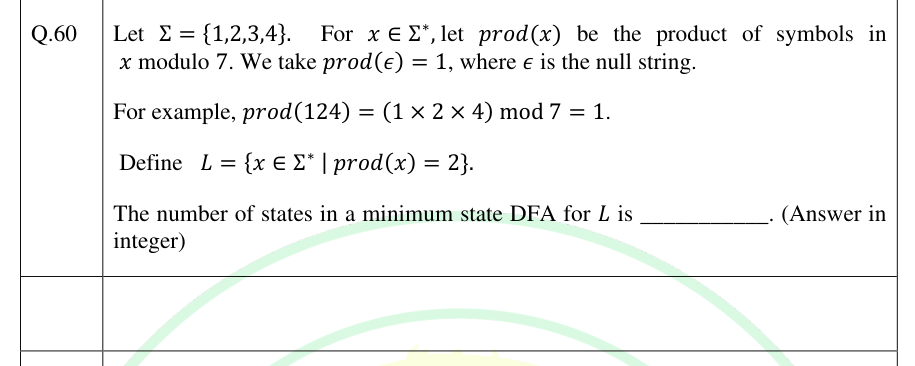 Q.60 Let Σ = {1,2,3,4}. For 𝑥 ∈ Σ*, let 𝑝𝑟𝑜𝑑(𝑥) be the product of symbols in
𝑥 modulo 7. We take 𝑝𝑟𝑜𝑑(𝜖) = 1, where 𝜖 is the null string.
For example, 𝑝𝑟𝑜𝑑(124) = (1 × 2 × 4) mod 7 = 1.
Define 𝐿 = {𝑥 ∈ Σ* | 𝑝𝑟𝑜𝑑(𝑥) = 2}.
The number of states in a minimum state DFA for 𝐿 is ___________. (Answer in
integer)